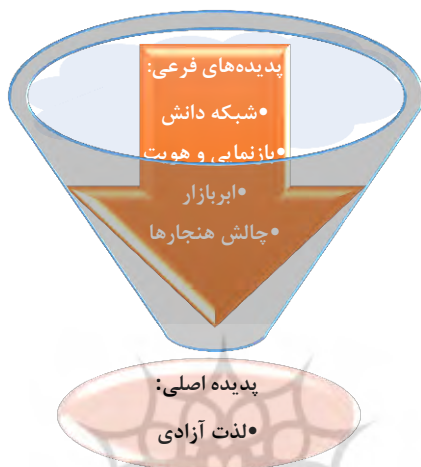 پدیده‌های فرعی:
•شبکه دانش
•بازنمایی و هویت
•ابربازار
•چالش هنجارها
پدیده اصلی:
•لذت آزادی